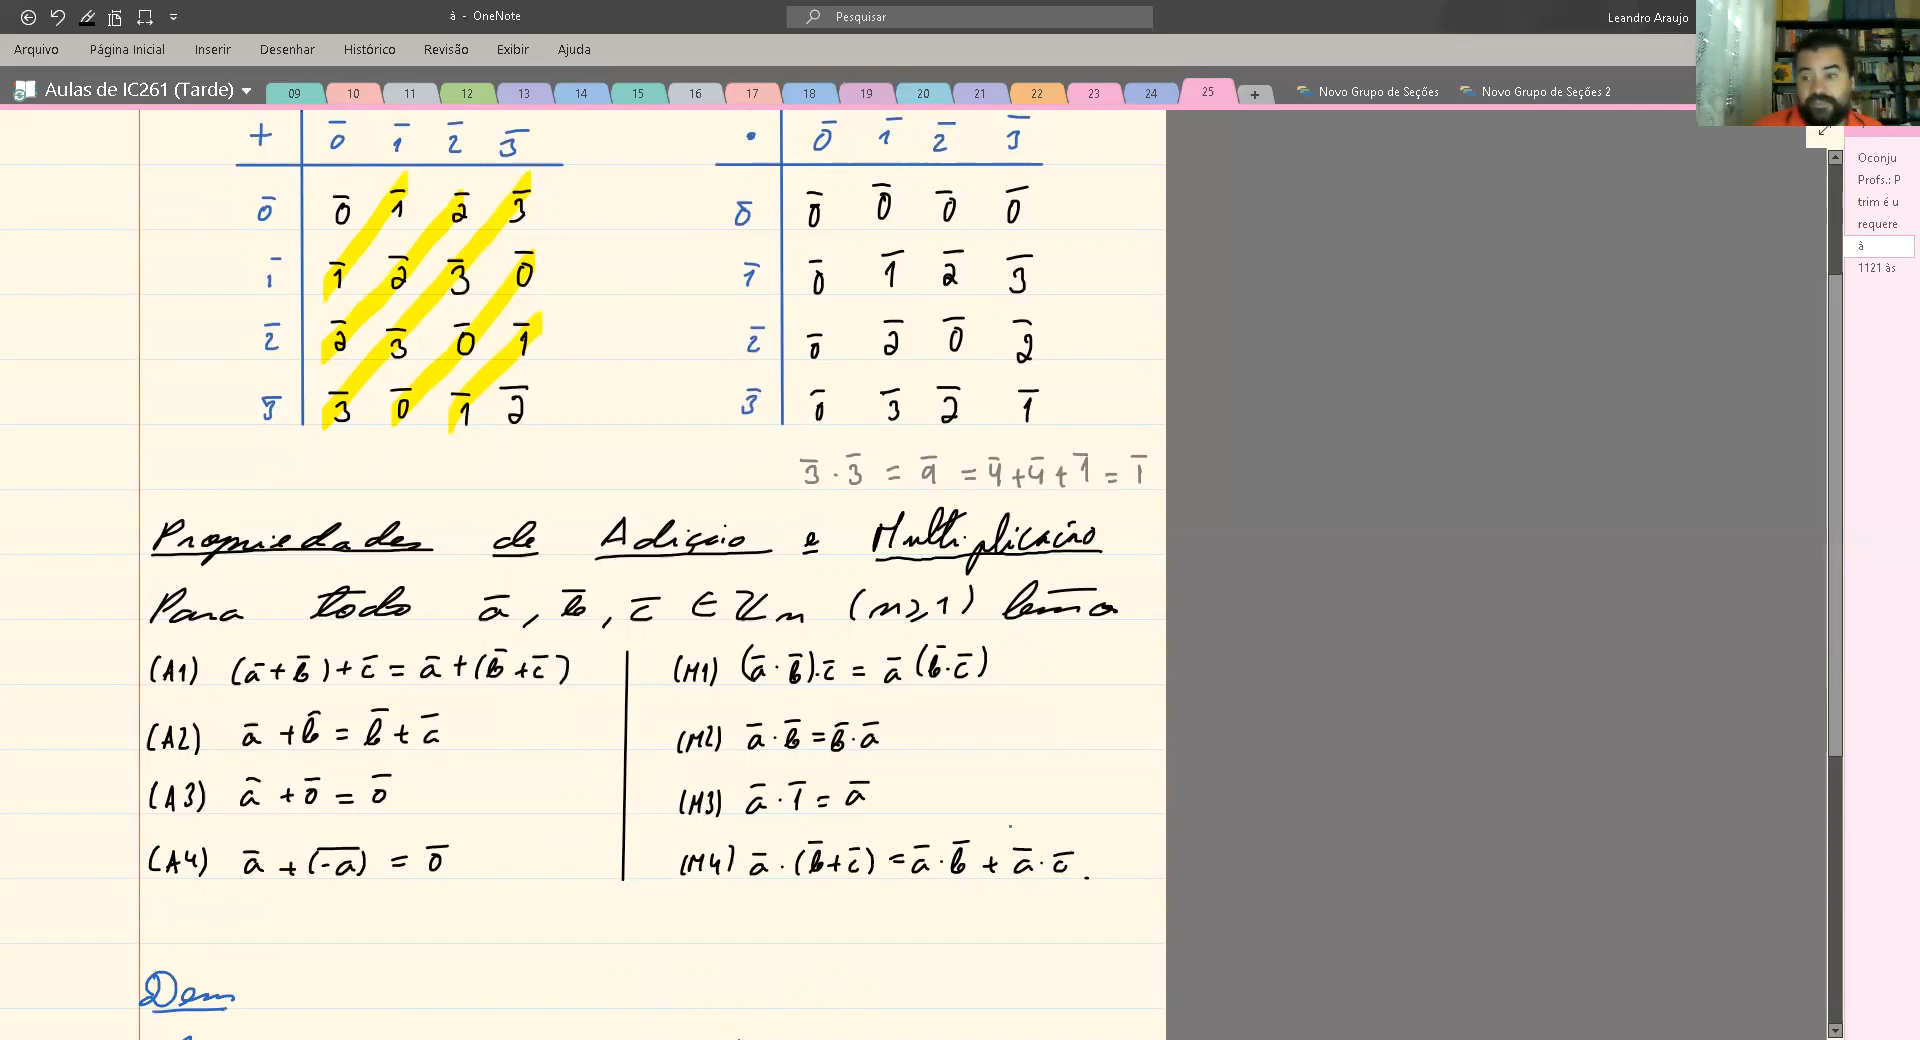 à - OneNote
Pesquisar
Leandro Araujo
Arquivo Página Inicial Inserir Desenhar Histórico Revisão Exibir Ajuda
Aulas de IC261 (Tarde) 09 10 11 12 13 14 15 16 17 18 19 20 21 22 23 24 25 + Novo Grupo de Seções Novo Grupo de Seções 2
+ 0̅ 1̅ 2̅ 3̅
0̅ 0̅ 1̅ 2̅ 3̅
1̅ 1̅ 2̅ 3̅ 0̅
2̅ 2̅ 3̅ 0̅ 1̅
3̅ 3̅ 0̅ 1̅ 2̅
· 0̅ 1̅ 2̅ 3̅
0̅ 0̅ 0̅ 0̅ 0̅
1̅ 0̅ 1̅ 2̅ 3̅
2̅ 0̅ 2̅ 0̅ 2̅
3̅ 0̅ 3̅ 2̅ 1̅
3̅ · 3̅ = 9̅ = 4̅ + 4̅ + 1̅ = 1̅
Propriedades de Adição e Multiplicação
Para todo a̅, b̅, c̅ ∈ ℤn (n ≥ 1)
(A1) (a̅ + b̅) + c̅ = a̅ + (b̅ + c̅)
(A2) a̅ + b̅ = b̅ + a̅
(A3) a̅ + 0̅ = 0̅
(A4) a̅ + (-̅a̅) = 0̅
(M1) (a̅ · b̅) · c̅ = a̅ (b̅ · c̅)
(M2) a̅ · b̅ = b̅ · a̅
(M3) a̅ · 1̅ = a̅
(M4) a̅ · (b̅ + c̅) = a̅ · b̅ + a̅ · c̅ .
Dem
Oconju
Profs.: P
trim é u
requere
à
1121 às